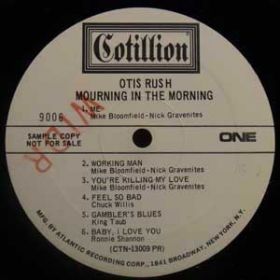 Cotillion
OTIS RUSH
MOURNING IN THE MORNING
1. ME
Mike Bloomfield-Nick Gravenites
9006
SAMPLE COPY
NOT FOR SALE
ONE
2. WORKING MAN
Mike Bloomfield-Nick Gravenites
3. YOU'RE KILLING MY LOVE
Mike Bloomfield-Nick Gravenites
4. FEEL SO BAD
Chuck Willis
5. GAMBLER'S BLUES
King Taub
6. BABY, I LOVE YOU
Ronnie Shannon
(CTN-13009 PR)
MFG. BY ATLANTIC RECORDING CORP., 1841 BROADWAY, NEW YORK, N.Y.